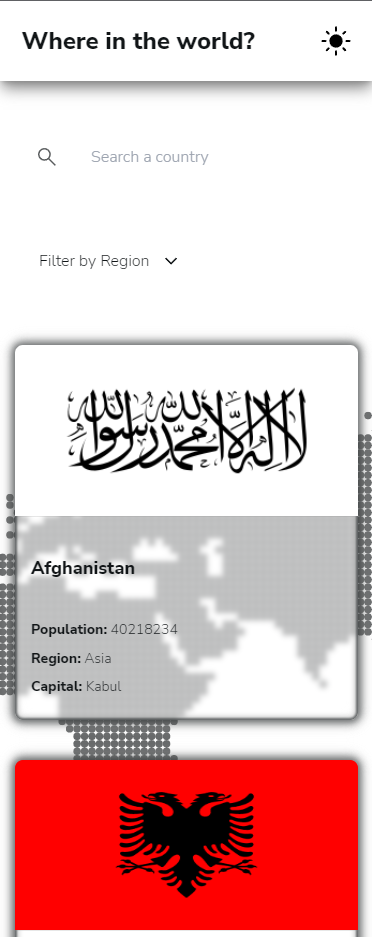 Where in the world?
Search a country
Filter by Region
لا إله إلا الله محمد رسول الله
Afghanistan
Population: 40218234
Region: Asia
Capital: Kabul